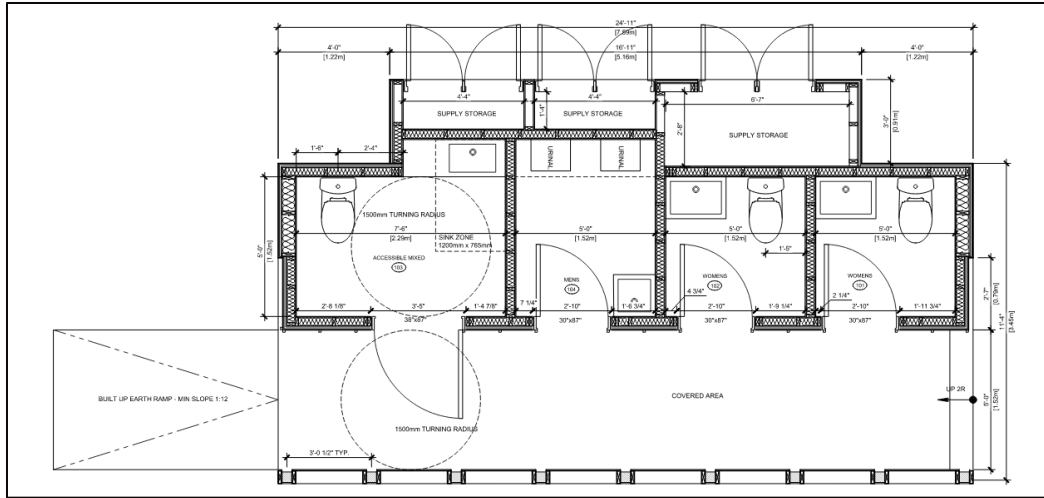 24'-11"
[7.59m]
4'-0"
[1.22m]
16'-11"
[5.16m]
4'-0"
[1.22m]
4'-4"
4'-4"
6'-7"
SUPPLY STORAGE
1'-4"
SUPPLY STORAGE
2'-8"
SUPPLY STORAGE
3'-0"
[0.91m]
1'-6"
2'-4"
URINAL
URINAL
1500mm TURNING RADIUS
7'-6"
[2.29m]
5'-0"
[1.52m]
5'-0"
[1.52m]
5'-0"
[1.52m]
5'-0"
[1.52m]
SINK ZONE
1200mm x 765mm
1'-5"
ACCESSIBLE MIXED
103
MENS
104
WOMENS
102
WOMENS
101
2'-7"
[0.79m]
11'-4"
[3.45m]
4 3/4"
2 1/4"
2'-8 1/8"
3'-5"
1'-4 7/8"
7 1/4"
2'-10"
1'-6 3/4"
2'-10"
1'-9 1/4"
2'-10"
1'-11 3/4"
38"x87"
30"x87"
30"x87"
30"x87"
BUILT UP EARTH RAMP - MIN SLOPE 1:12
COVERED AREA
UP 2R
5'-0"
[1.52m]
1500mm TURNING RADIUS
3'-0 1/2" TYP.